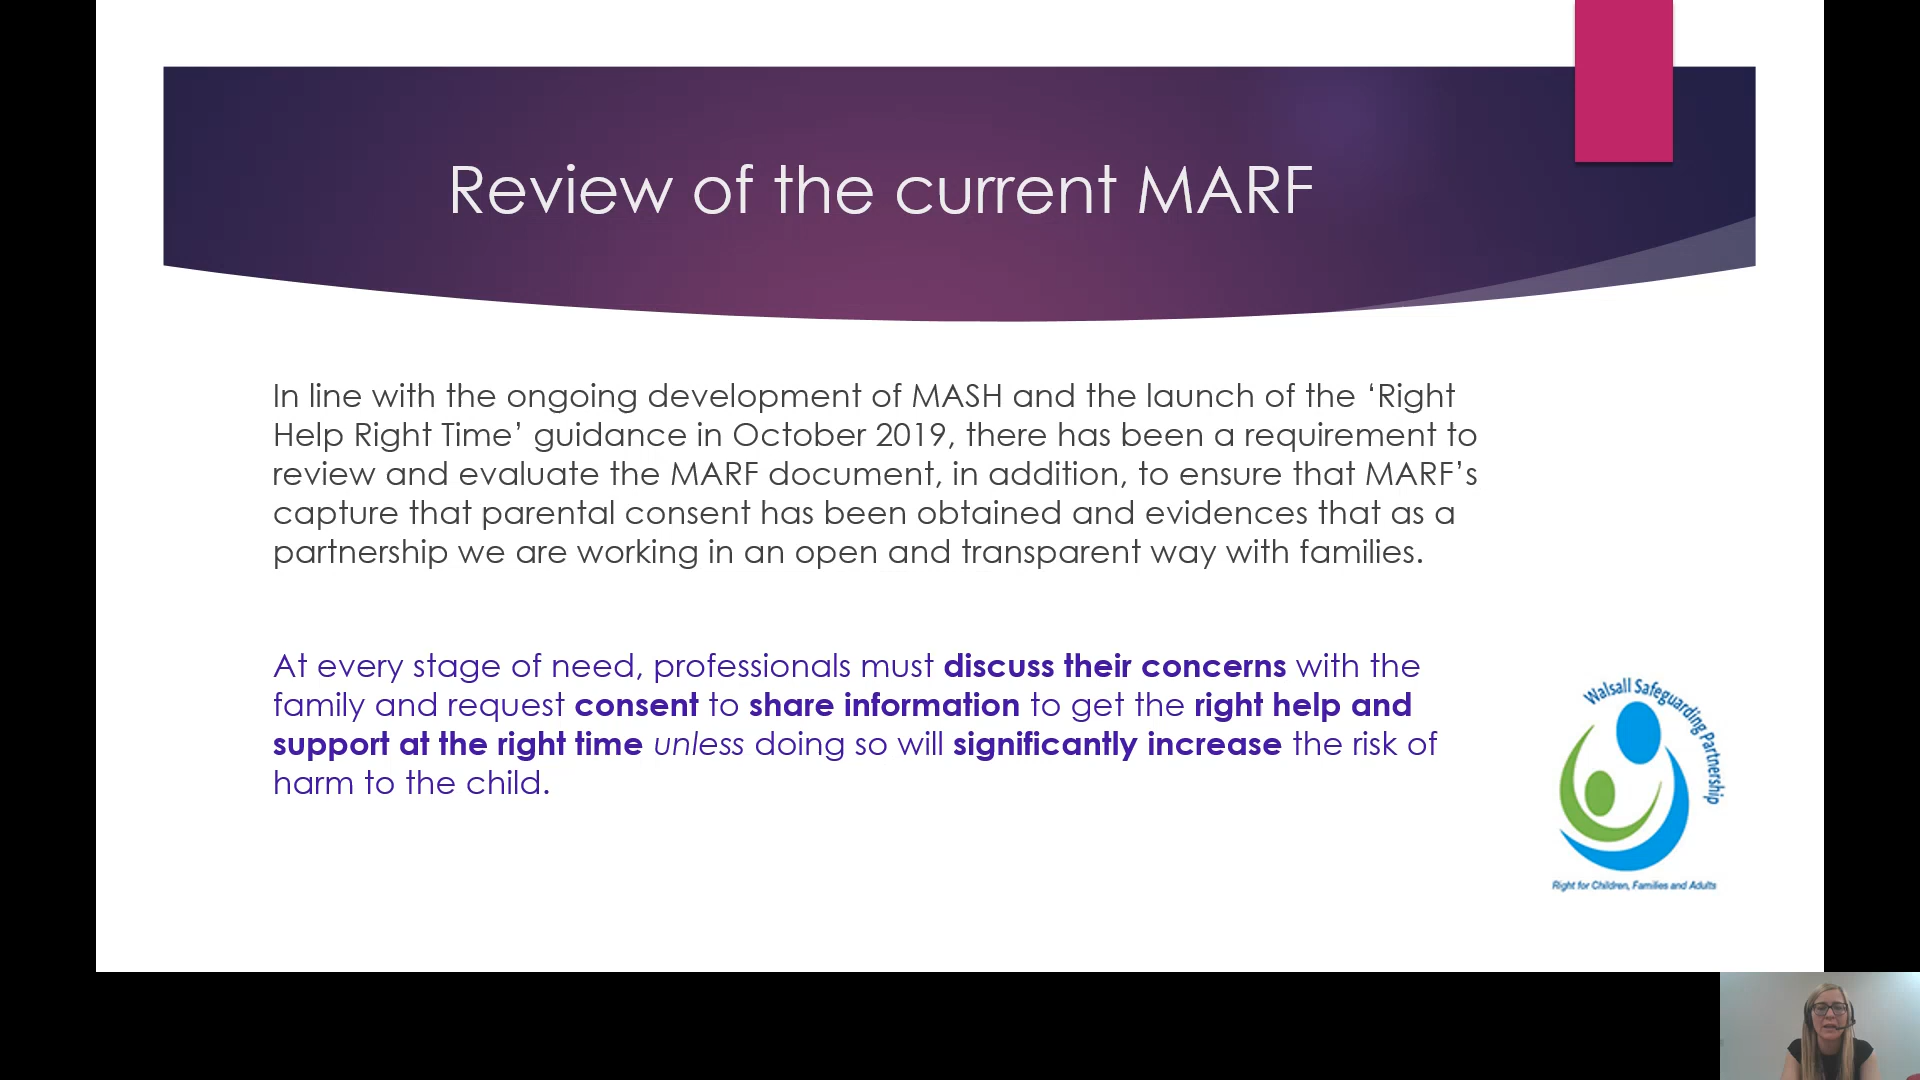 Review of the current MARF
In line with the ongoing development of MASH and the launch of the ‘Right
Help Right Time’ guidance in October 2019, there has been a requirement to
review and evaluate the MARF document, in addition, to ensure that MARF’s
capture that parental consent has been obtained and evidences that as a
partnership we are working in an open and transparent way with families.
At every stage of need, professionals must discuss their concerns with the
family and request consent to share information to get the right help and
support at the right time unless doing so will significantly increase the risk of
harm to the child.
Walsall Safeguarding Partnership
Right for Children, Families and Adults